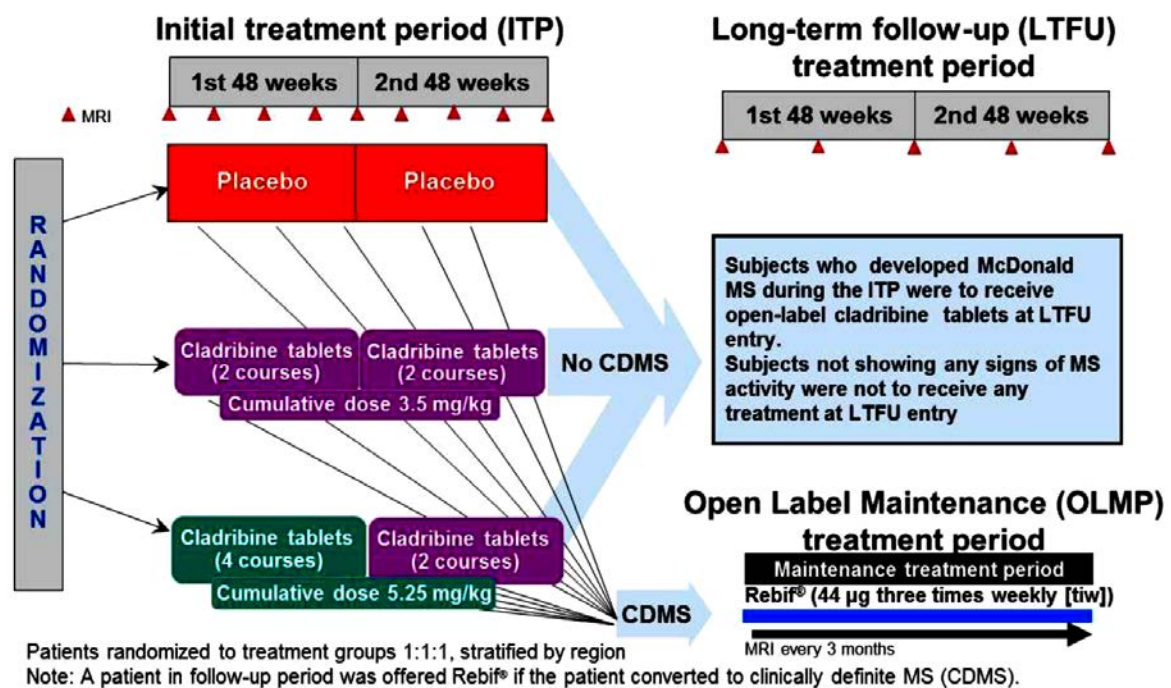 Initial treatment period (ITP)
1st 48 weeks
2nd 48 weeks
MRI
Long-term follow-up (LTFU)
treatment period
1st 48 weeks
2nd 48 weeks
RANDOMIZATION
Placebo
Placebo
Cladribine tablets
(2 courses)
Cladribine tablets
(2 courses)
Cumulative dose 3.5 mg/kg
Cladribine tablets
(4 courses)
Cladribine tablets
(2 courses)
Cumulative dose 5.25 mg/kg
No CDMS
Subjects who developed McDonald
MS during the ITP were to receive
open-label cladribine tablets at LTFU
entry.
Subjects not showing any signs of MS
activity were not to receive any
treatment at LTFU entry
CDMS
Open Label Maintenance (OLMP)
treatment period
Maintenance treatment period
Rebif® (44 µg three times weekly [tiw])
MRI every 3 months
Patients randomized to treatment groups 1:1:1, stratified by region
Note: A patient in follow-up period was offered Rebif® if the patient converted to clinically definite MS (CDMS).